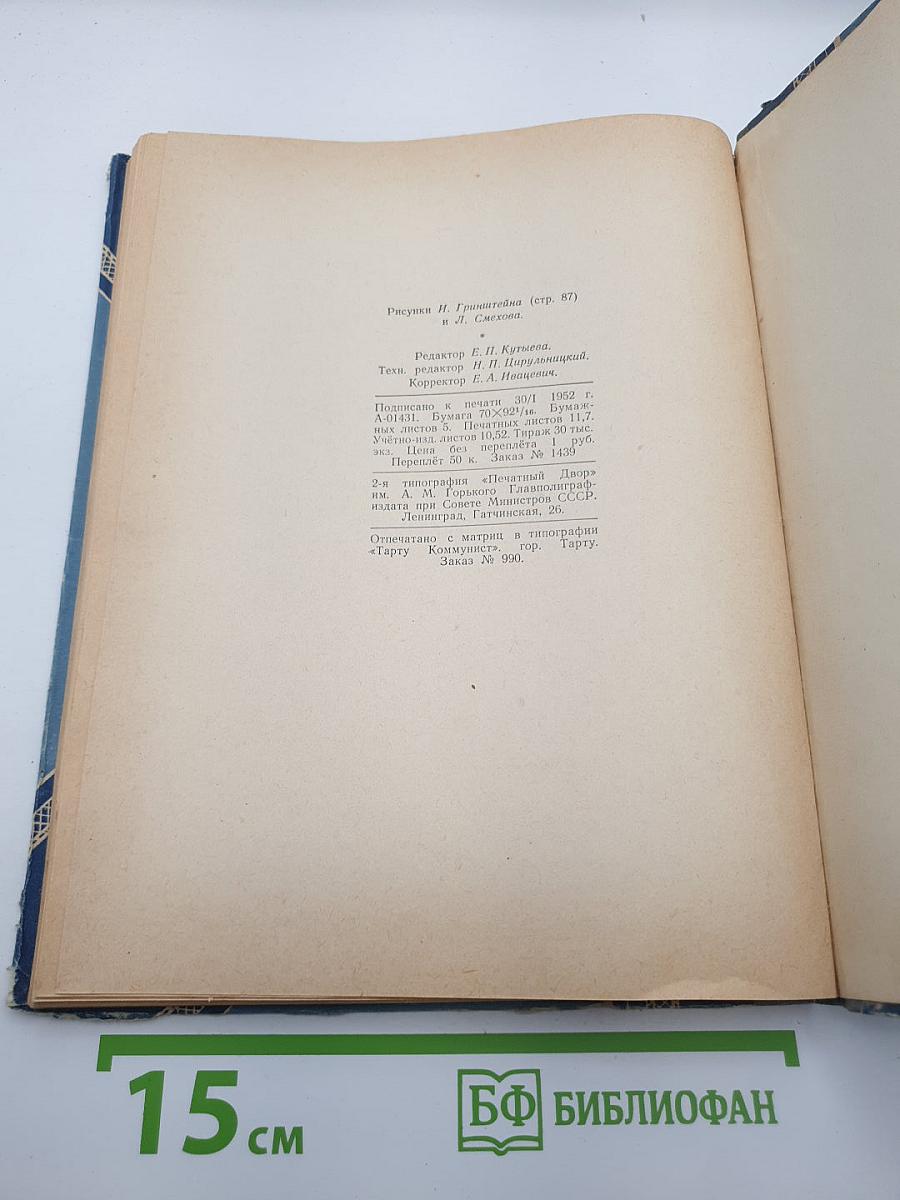 Рисунки И. Гринштейна (стр. 87)
и Л. Смехова.
*
Редактор Е. П. Кутыева.
Техн. редактор Н. П. Цирульницкий.
Корректор Е. А. Ивацевич.
Подписано к печати 30/I 1952 г.
А-01431. Бумага 70×92¹/₁₆. Бумаж-
ных листов 5. Печатных листов 11,7.
Учётно-изд. листов 10,52. Тираж 30 тыс.
экз. Цена без переплёта 1 руб.
Переплёт 50 к. Заказ № 1439
2-я типография «Печатный Двор»
им. А. М. Горького Главполиграф-
издата при Совете Министров СССР.
Ленинград, Гатчинская, 26.
Отпечатано с матриц в типографии
«Тарту Коммунист». гор. Тарту.
Заказ № 990.
15 см
БФ БИБЛИОФАН